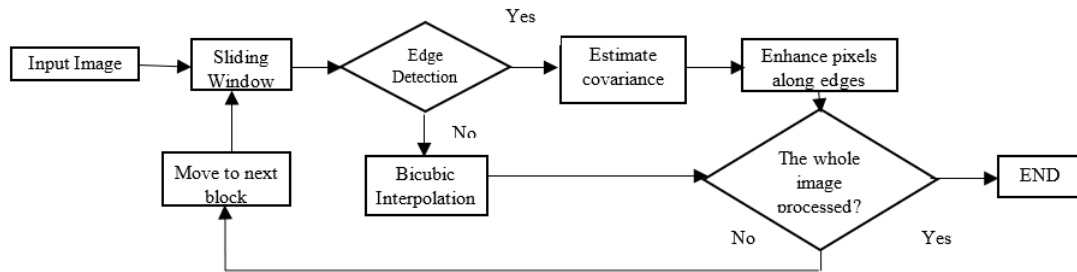 Input Image
Sliding
Window
Edge
Detection
Yes
No
Estimate
covariance
Enhance pixels
along edges
Bicubic
Interpolation
The whole
image
processed?
No
Yes
END
Move to next
block